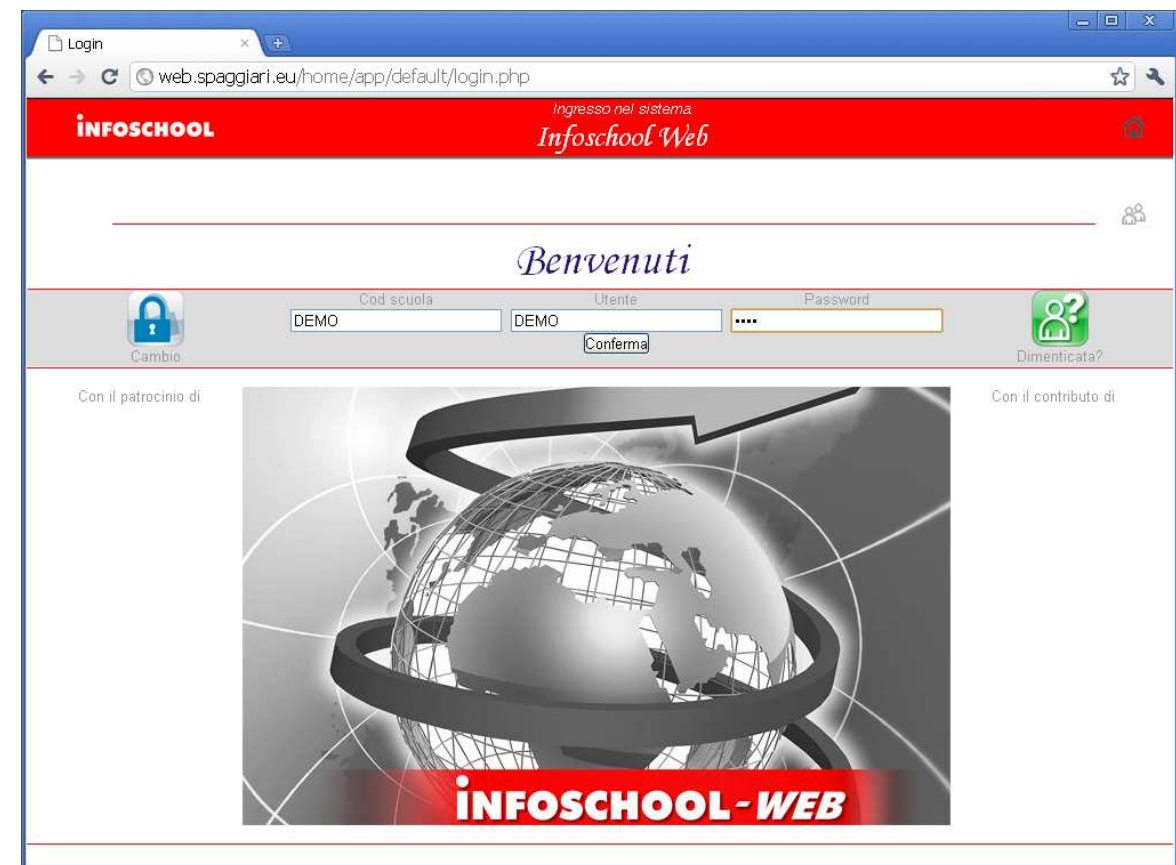 Login
web.spaggiari.eu/home/app/default/login.php
INFOSCHOOL
Ingresso nel sistema
Infoschool Web
Benvenuti
Cod scuola Utente Password
DEMO DEMO ••••
Conferma
Cambio Dimenticata?
Con il patrocinio di Con il contributo di
iNFOSCHOOL-WEB